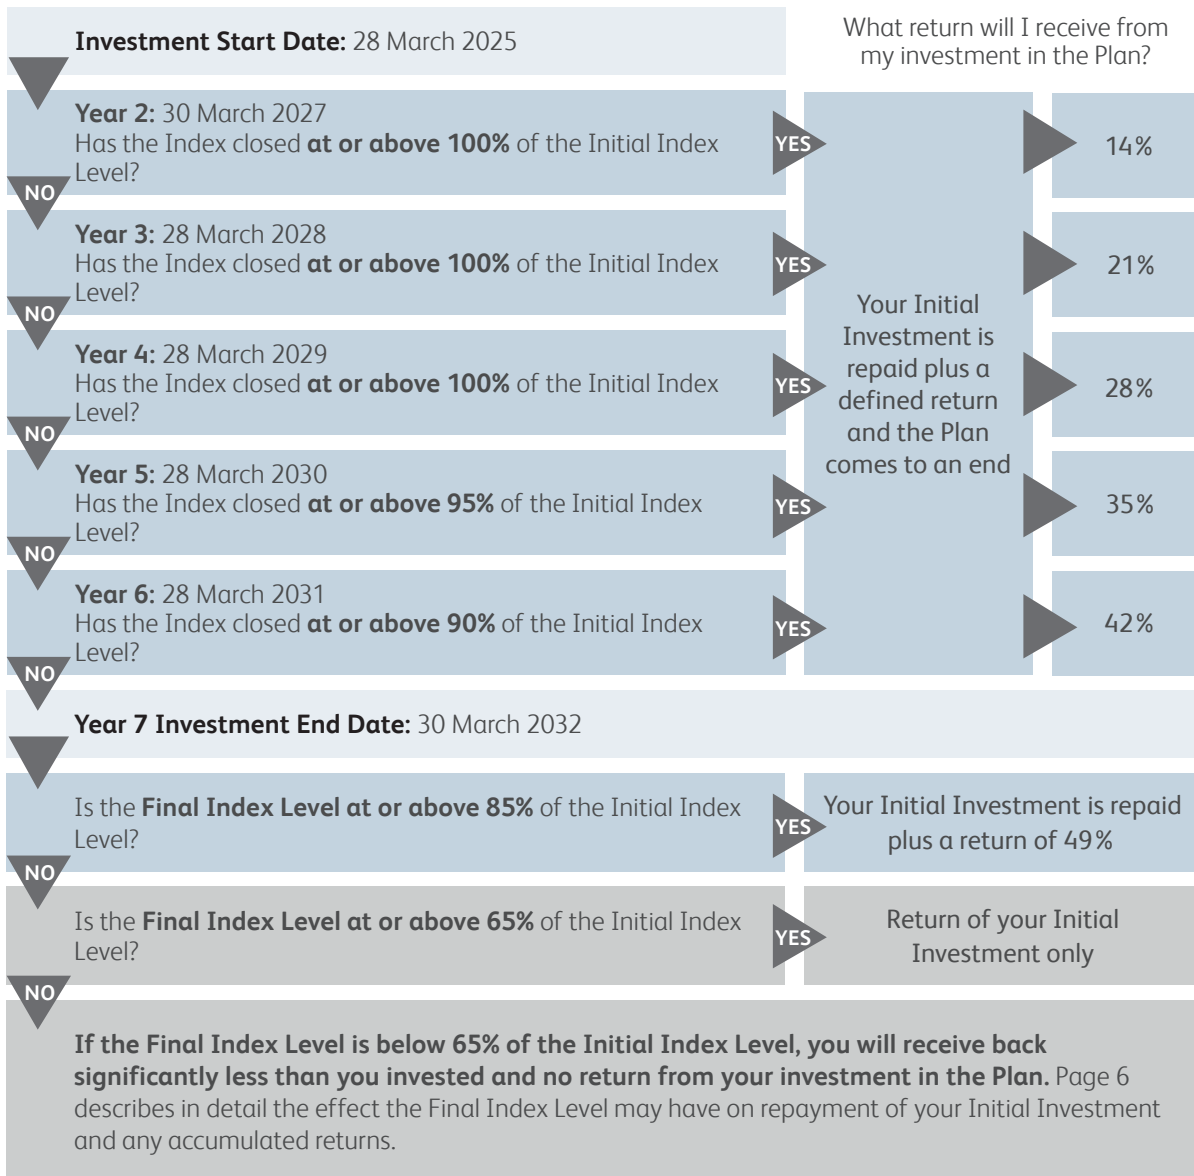 Investment Start Date: 28 March 2025
What return will I receive from
my investment in the Plan?
Year 2: 30 March 2027
Has the Index closed at or above 100% of the Initial Index
Level?
YES
14%
NO
Year 3: 28 March 2028
Has the Index closed at or above 100% of the Initial Index
Level?
YES
21%
NO
Year 4: 28 March 2029
Has the Index closed at or above 100% of the Initial Index
Level?
YES
28%
NO
Year 5: 28 March 2030
Has the Index closed at or above 95% of the Initial Index
Level?
YES
35%
NO
Year 6: 28 March 2031
Has the Index closed at or above 90% of the Initial Index
Level?
YES
42%
NO
Your Initial
Investment is
repaid plus a
defined return
and the Plan
comes to an end
Year 7 Investment End Date: 30 March 2032
Is the Final Index Level at or above 85% of the Initial Index
Level?
YES
Your Initial Investment is repaid
plus a return of 49%
NO
Is the Final Index Level at or above 65% of the Initial Index
Level?
YES
Return of your Initial
Investment only
NO
If the Final Index Level is below 65% of the Initial Index Level, you will receive back
significantly less than you invested and no return from your investment in the Plan. Page 6
describes in detail the effect the Final Index Level may have on repayment of your Initial Investment
and any accumulated returns.